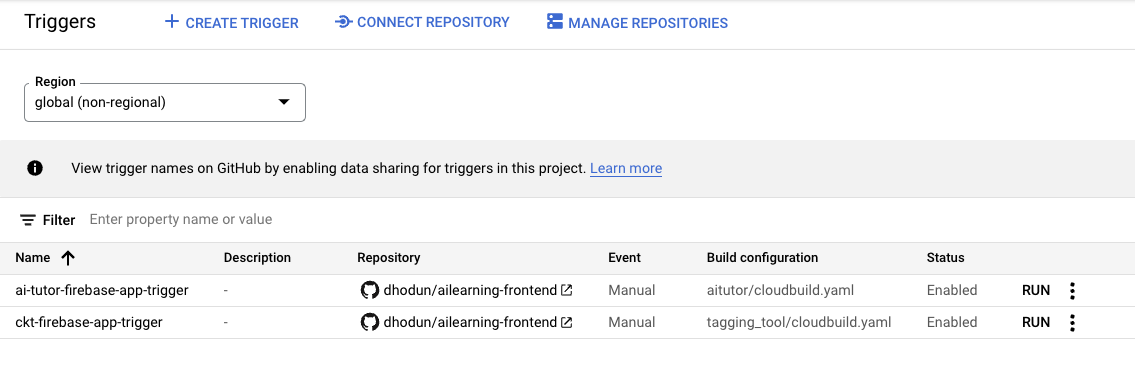 Triggers CREATE TRIGGER CONNECT REPOSITORY MANAGE REPOSITORIES
Region
global (non-regional)
View trigger names on GitHub by enabling data sharing for triggers in this project. Learn more
Filter Enter property name or value
Name Description Repository Event Build configuration Status
ai-tutor-firebase-app-trigger - dhodun/ailearning-frontend Manual aitutor/cloudbuild.yaml Enabled RUN
ckt-firebase-app-trigger - dhodun/ailearning-frontend Manual tagging_tool/cloudbuild.yaml Enabled RUN